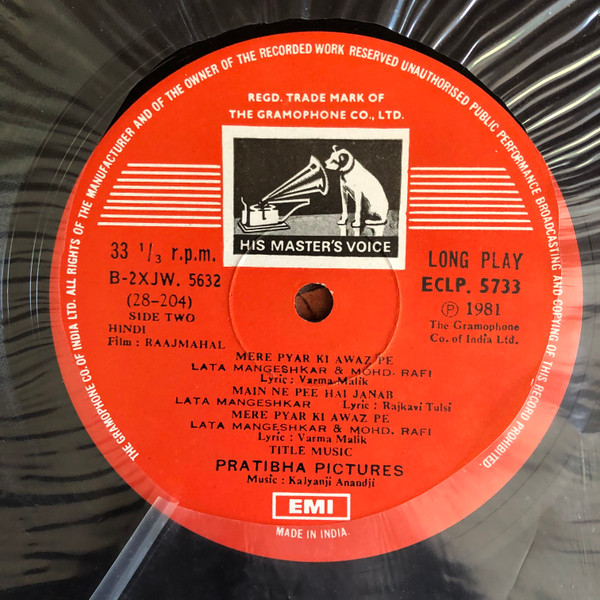 THE GRAMOPHONE CO. OF INDIA LTD. ALL RIGHTS OF THE MANUFACTURER AND OF THE OWNER OF THE RECORDED WORK RESERVED UNAUTHORISED PUBLIC PERFORMANCE BROADCASTING AND COPYING OF THIS RECORD PROHIBITED.
REGD. TRADE MARK OF
THE GRAMOPHONE CO., LTD.
HIS MASTER'S VOICE
33 1/3 r.p.m.
B-2XJW. 5632
(28-204)
SIDE TWO
HINDI
Film : RAAJMAHAL
LONG PLAY
ECLP. 5733
Ⓟ 1981
The Gramophone
Co. of India Ltd.
MERE PYAR KI AWAZ PE
LATA MANGESHKAR & MOHD. RAFI
Lyric : Varma Malik
MAIN NE PEE HAI JANAB
LATA MANGESHKAR Lyric : Rajkavi Tulsi
MERE PYAR KI AWAZ PE
LATA MANGESHKAR & MOHD. RAFI
Lyric : Varma Malik
TITLE MUSIC
PRATIBHA PICTURES
Music : Kalyanji Anandji
EMI
MADE IN INDIA.